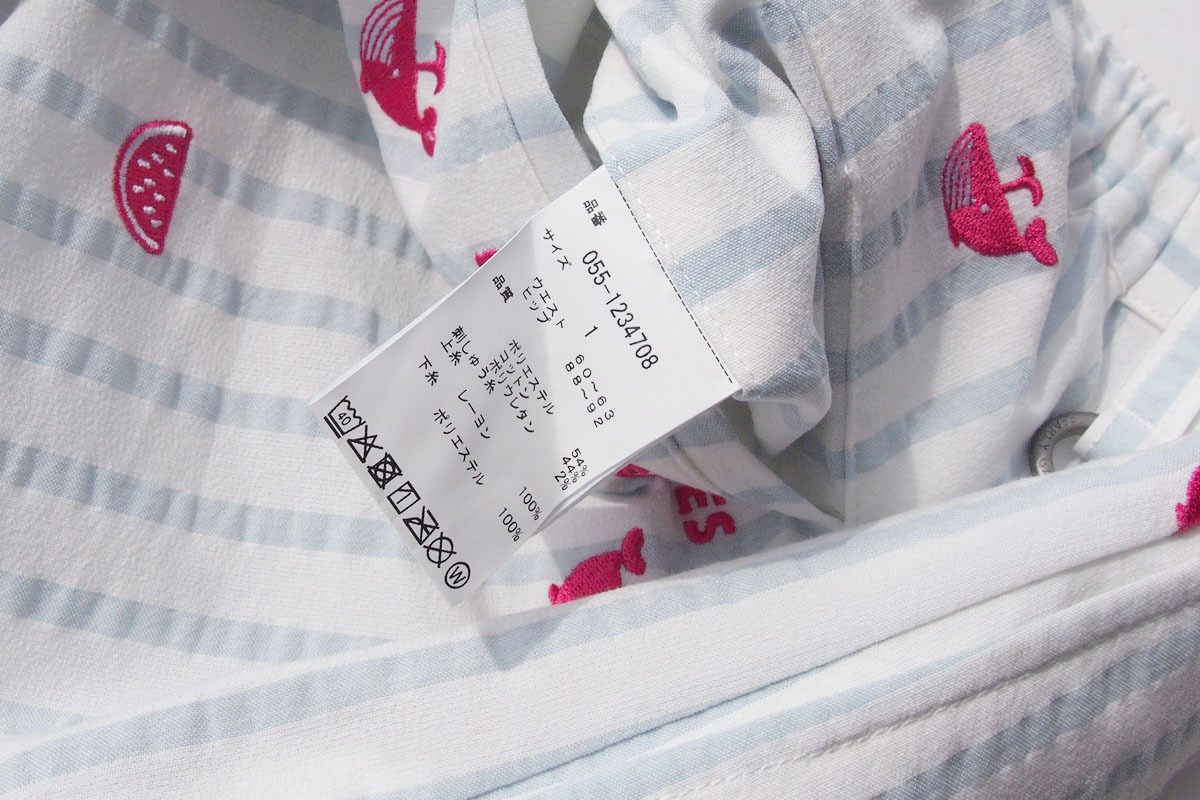 品番 055-1234708
サイズ 1
ウエスト 60~63
ヒップ 88~92
品質
ポリエステル 54%
コットン 44%
ポリウレタン 2%
刺しゅう糸
上糸 レーヨン 100%
下糸 ポリエステル 100%
40
W
ES